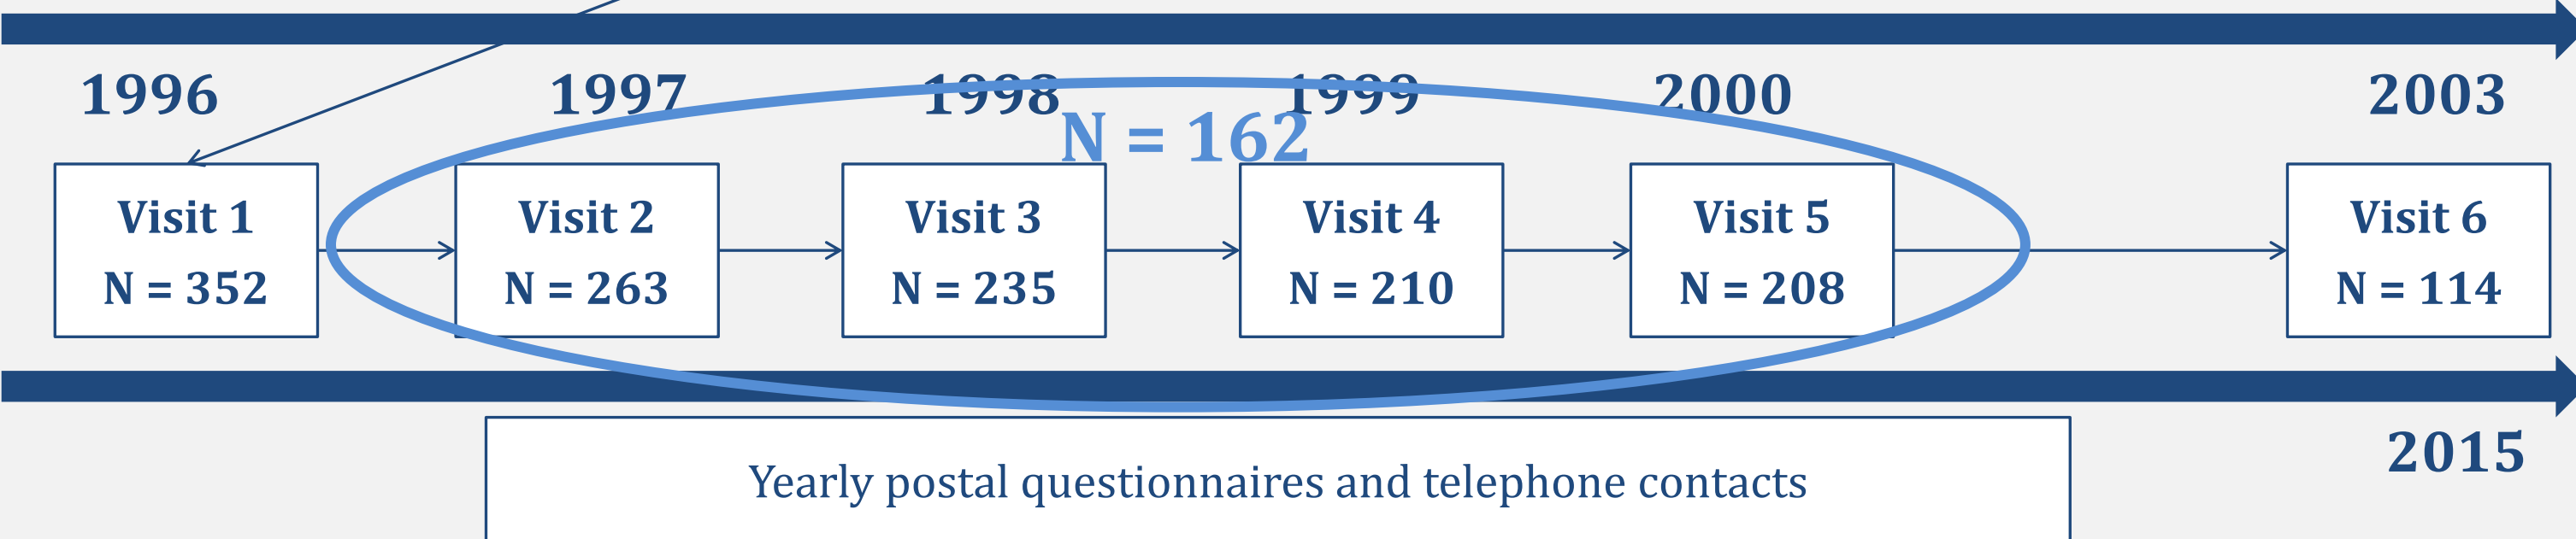 1996 1997 1998 1999 2000 2003
N = 162
Visit 1 Visit 2 Visit 3 Visit 4 Visit 5 Visit 6
N = 352 N = 263 N = 235 N = 210 N = 208 N = 114
2015
Yearly postal questionnaires and telephone contacts